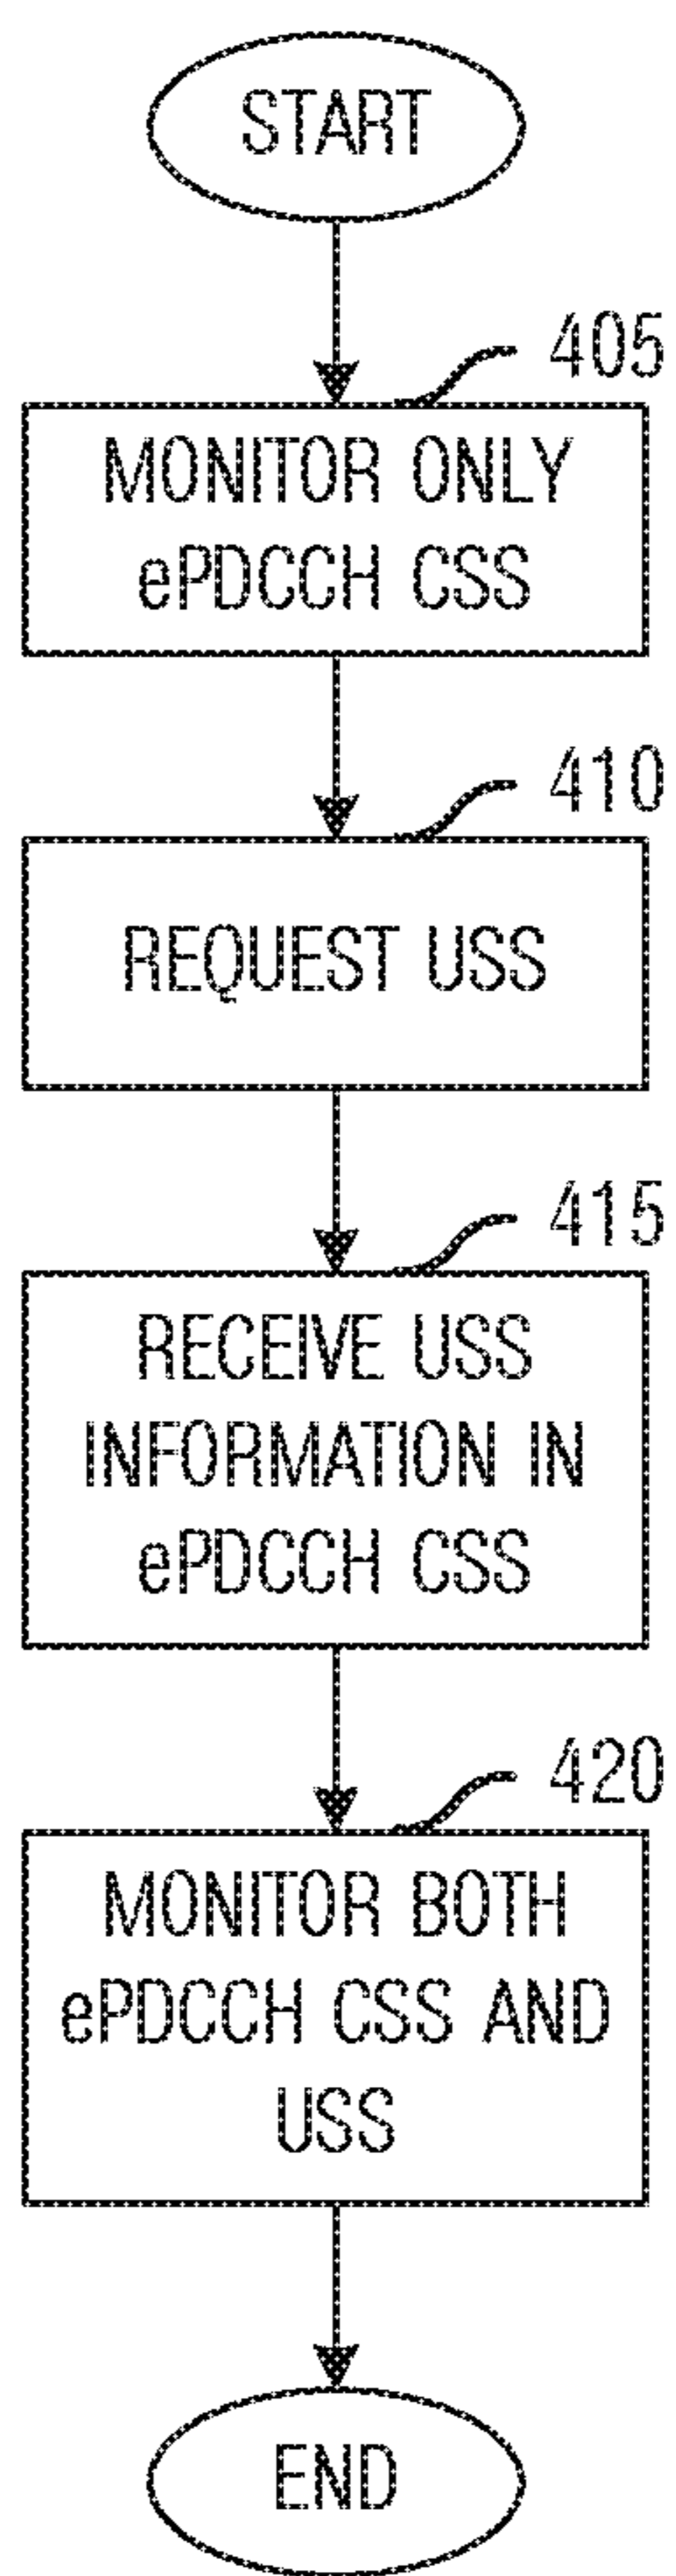 START
405
MONITOR ONLY
ePDCCH CSS
410
REQUEST USS
415
RECEIVE USS
INFORMATION IN
ePDCCH CSS
420
MONITOR BOTH
ePDCCH CSS AND
USS
END